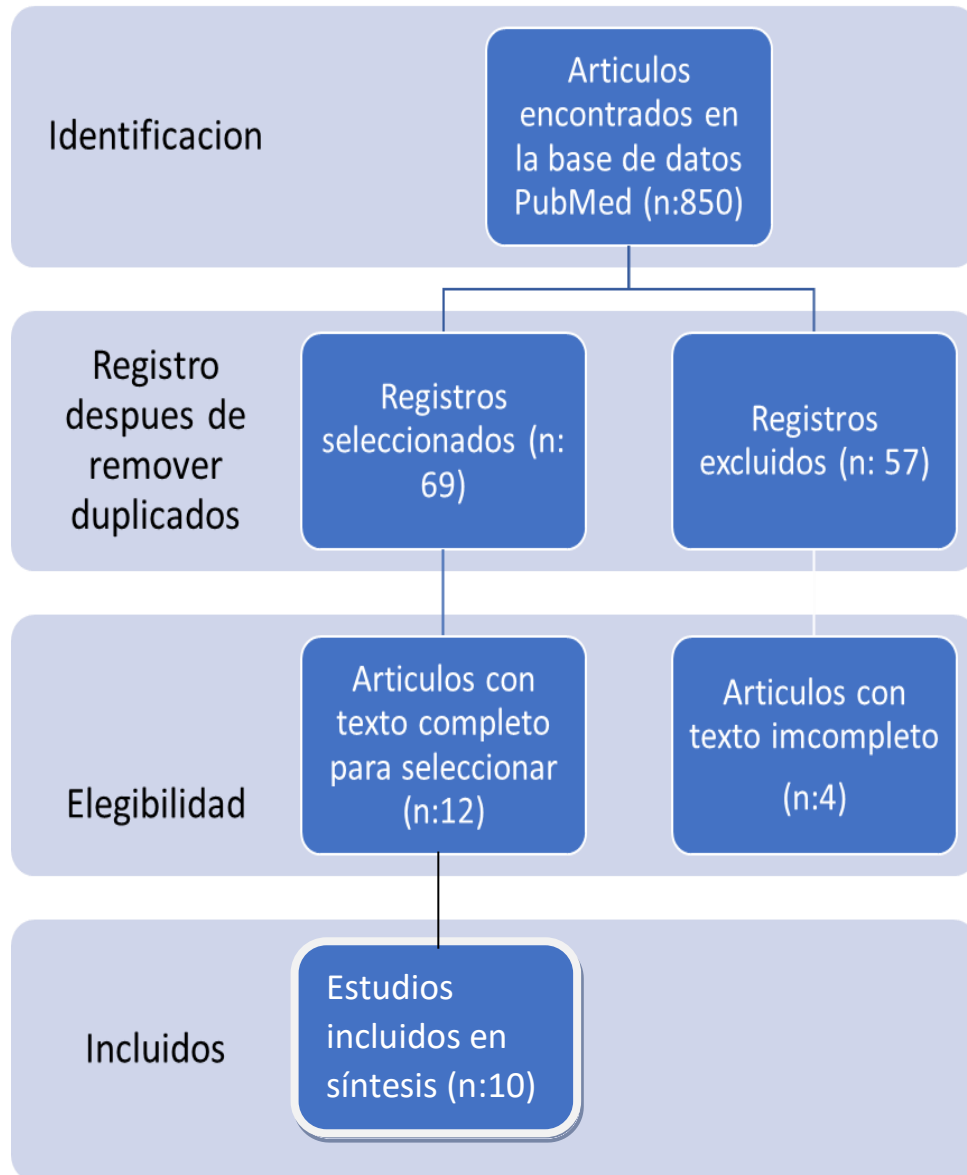 Identificacion
Articulos
encontrados en
la base de datos
PubMed (n:850)
Registro
despues de
remover
duplicados
Registros
seleccionados (n:
69)
Registros
excluidos (n: 57)
Elegibilidad
Articulos con
texto completo
para seleccionar
(n:12)
Articulos con
texto imcompleto
(n:4)
Incluidos
Estudios
incluidos en
síntesis (n:10)